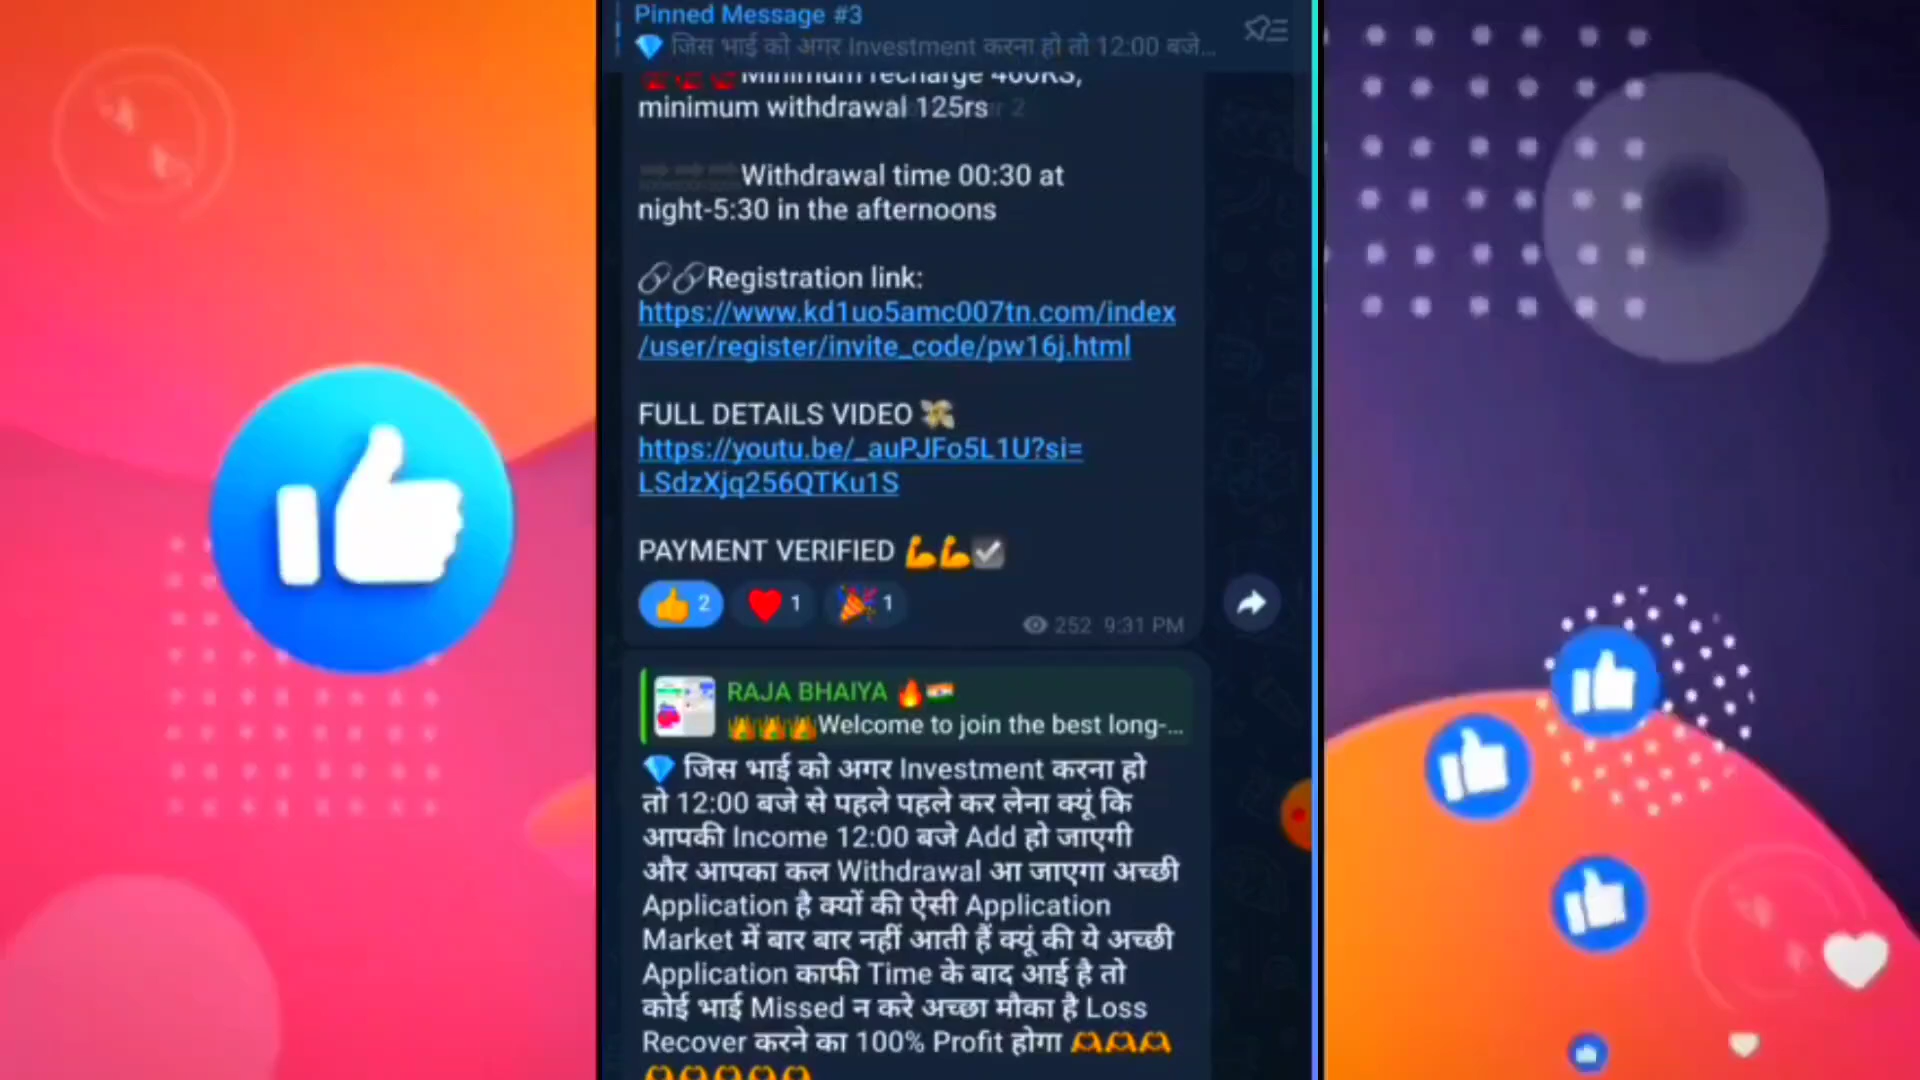 Pinned Message #3
💎 जिस भाई को अगर Investment करना हो तो 12:00 बजे...
Minimum recharge 400RS,
minimum withdrawal 125rs
Withdrawal time 00:30 at
night-5:30 in the afternoons
🔗🔗Registration link:
https://www.kd1uo5amc007tn.com/index
/user/register/invite_code/pw16j.html
FULL DETAILS VIDEO 💸
https://youtu.be/_auPJFo5L1U?si=
LSdzXjq256QTKu1S
PAYMENT VERIFIED 💪💪✅
👍 2 ❤️ 1 🎉 1
252 9:31 PM
RAJA BHAIYA 🔥🇮🇳
Welcome to join the best long-...
💎 जिस भाई को अगर Investment करना हो
तो 12:00 बजे से पहले पहले कर लेना क्यूं कि
आपकी Income 12:00 बजे Add हो जाएगी
और आपका कल Withdrawal आ जाएगा अच्छी
Application है क्यों की ऐसी Application
Market में बार बार नहीं आती हैं क्यूं की ये अच्छी
Application काफी Time के बाद आई है तो
कोई भाई Missed न करे अच्छा मौका है Loss
Recover करने का 100% Profit होगा 🫶🫶🫶